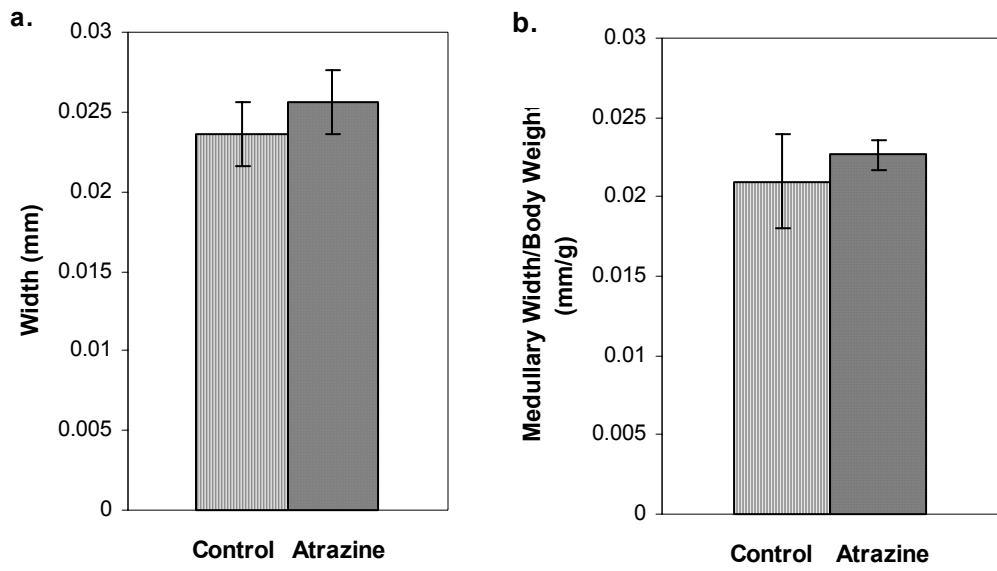 a.
0.03
0.025
0.02
0.015
0.01
0.005
0
Width (mm)
Control Atrazine
b.
0.03
0.025
0.02
0.015
0.01
0.005
0
Medullary Width/Body Weight
(mm/g)
Control Atrazine